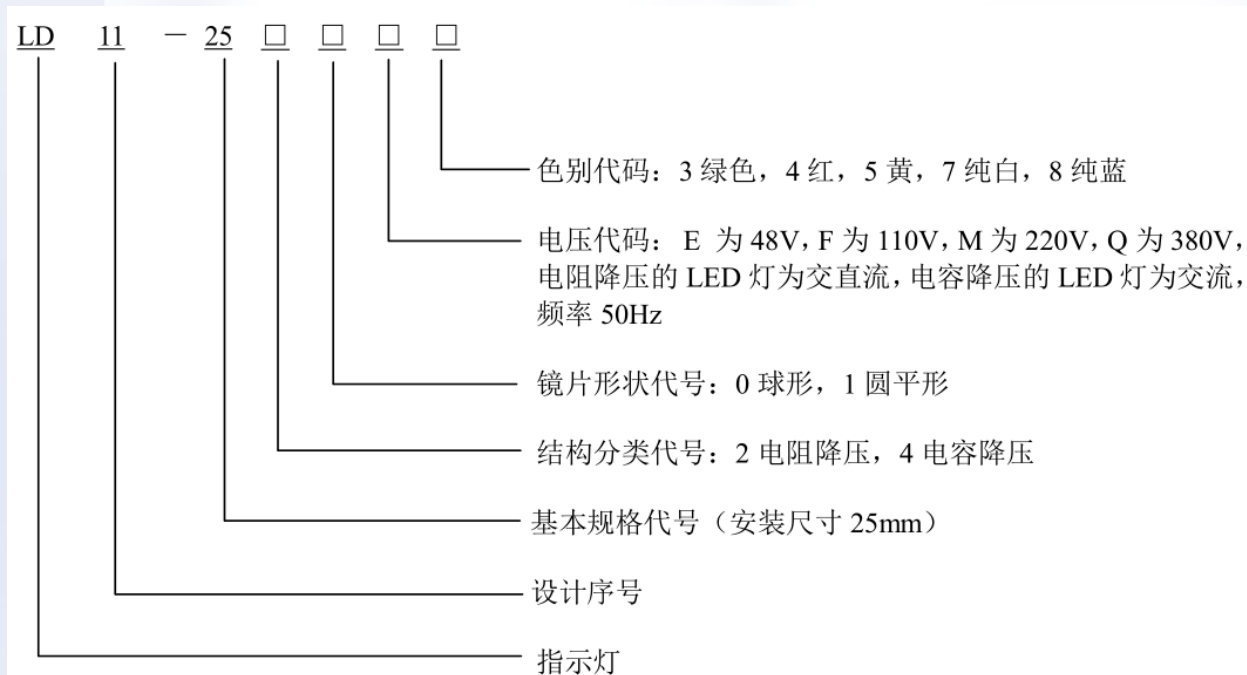 LD 11 － 25 □ □ □ □
色别代码：3 绿色，4 红，5 黄，7 纯白，8 纯蓝
电压代码： E 为 48V, F 为 110V, M 为 220V, Q 为 380V,
电阻降压的 LED 灯为交直流, 电容降压的 LED 灯为交流,
频率 50Hz
镜片形状代号：0 球形，1 圆平形
结构分类代号：2 电阻降压，4 电容降压
基本规格代号（安装尺寸 25mm）
设计序号
指示灯